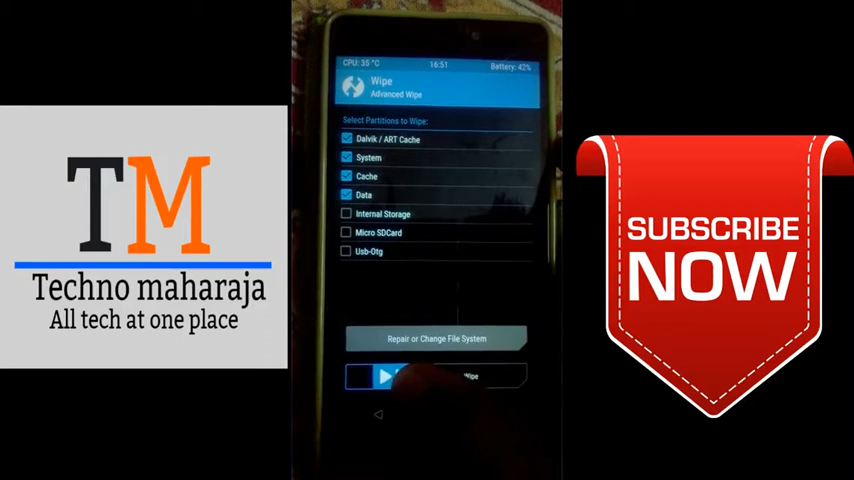 CPU: 35 °C
16:51
Battery: 42%
Wipe
Advanced Wipe
Select Partitions to Wipe:
Dalvik / ART Cache
System
Cache
Data
Internal Storage
Micro SDCard
Usb-Otg
Repair or Change File System
Wipe
TM
Techno maharaja
All tech at one place
SUBSCRIBE
NOW